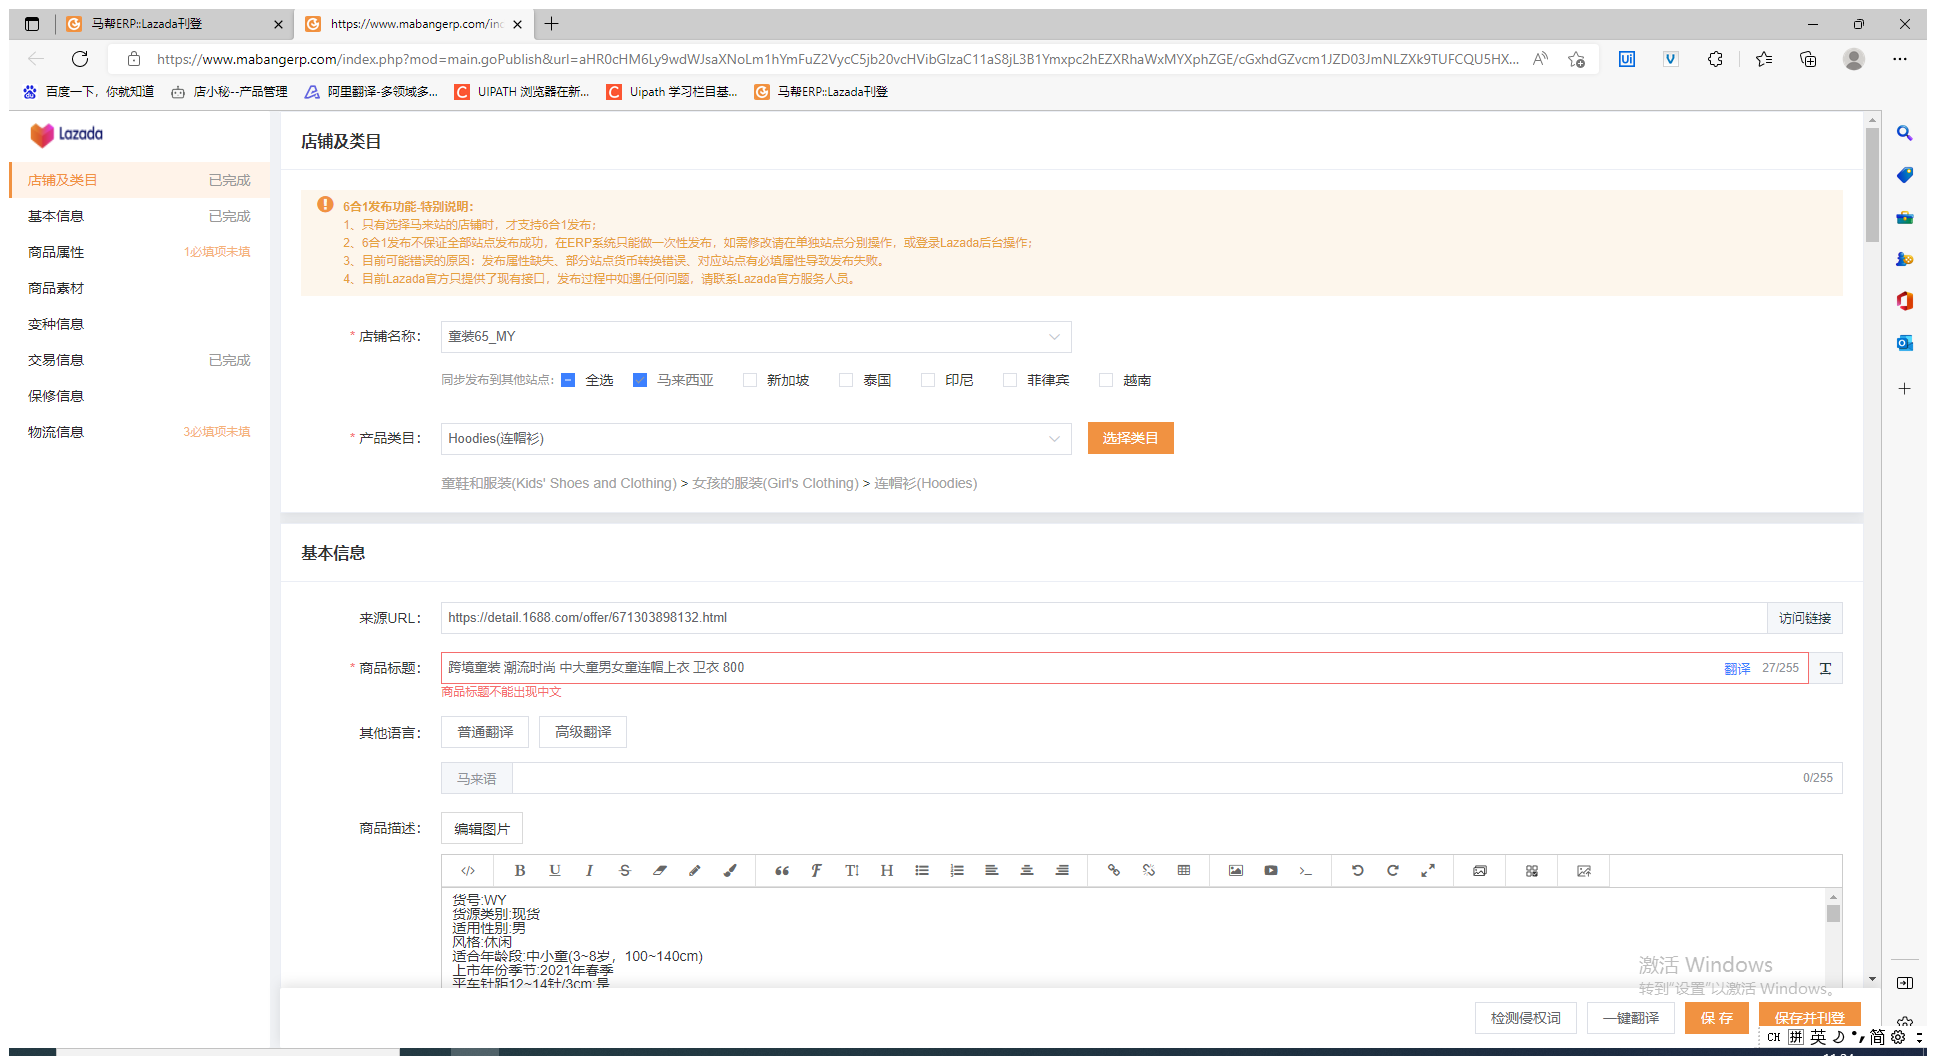 马帮ERP::Lazada刊登
https://www.mabangerp.com/inc
https://www.mabangerp.com/index.php?mod=main.goPublish&url=aHR0cHM6Ly9wdWJsaXNoLm1hYmFuZ2VycC5jb20vcHVibGlzaC11aS8jL3B1Ymxpc2hEZXRhaWxMYXphZGE/cGxhdGZvcm1JZD03JmNLZXk9TUFCQU5HX...
百度一下，你就知道
店小秘--产品管理
阿里翻译-多领域多...
UIPATH 浏览器在新...
Uipath 学习栏目基...
马帮ERP::Lazada刊登
Lazada
店铺及类目 已完成
基本信息 已完成
商品属性 1必填项未填
商品素材
变种信息
交易信息 已完成
保修信息
物流信息 3必填项未填
店铺及类目
6合1发布功能-特别说明：
1、只有选择马来站的店铺时，才支持6合1发布；
2、6合1发布不保证全部站点发布成功，在ERP系统只能做一次性发布，如需修改请在单独站点分别操作，或登录Lazada后台操作；
3、目前可能错误的原因：发布属性缺失、部分站点货币转换错误、对应站点有必填属性导致发布失败。
4、目前Lazada官方只提供了现有接口，发布过程中如遇任何问题，请联系Lazada官方服务人员。
* 店铺名称： 童装65_MY
同步发布到其他站点： 全选 马来西亚 新加坡 泰国 印尼 菲律宾 越南
* 产品类目： Hoodies(连帽衫) 选择类目
童鞋和服装(Kids' Shoes and Clothing) > 女孩的服装(Girl's Clothing) > 连帽衫(Hoodies)
基本信息
来源URL： https://detail.1688.com/offer/671303898132.html 访问链接
* 商品标题： 跨境童装 潮流时尚 中大童男女童连帽上衣 卫衣 800 翻译 27/255
商品标题不能出现中文
其他语言： 普通翻译 高级翻译
马来语 0/255
商品描述： 编辑图片
货号:WY
货源类别:现货
适用性别:男
风格:休闲
适合年龄段:中小童(3~8岁，100~140cm)
上市年份季节:2021年春季
平车针距12~14针/3cm:是
激活 Windows
转到"设置"以激活 Windows。
检测侵权词 一键翻译 保 存 保存并刊登
CH 拼 英 简